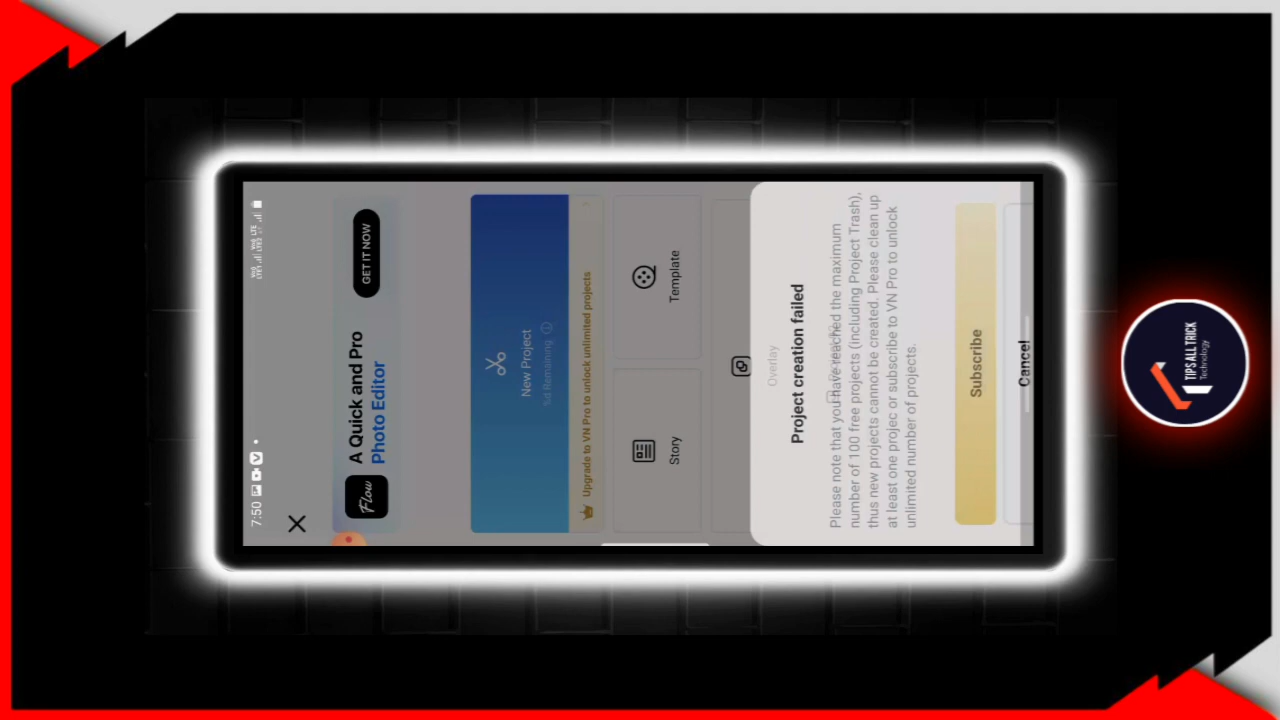 7:50
A Quick and Pro
Photo Editor
Flow
GET IT NOW
New Project
%d Remaining
Upgrade to VN Pro to unlock unlimited projects
Story
Template
Overlay
Project creation failed
Please note that you have reached the maximum
number of 100 free projects (including Project Trash),
thus new projects cannot be created. Please clean up
at least one projec or subscribe to VN Pro to unlock
unlimited number of projects.
Subscribe
Cancel
TIPS ALL TRICK
Technology